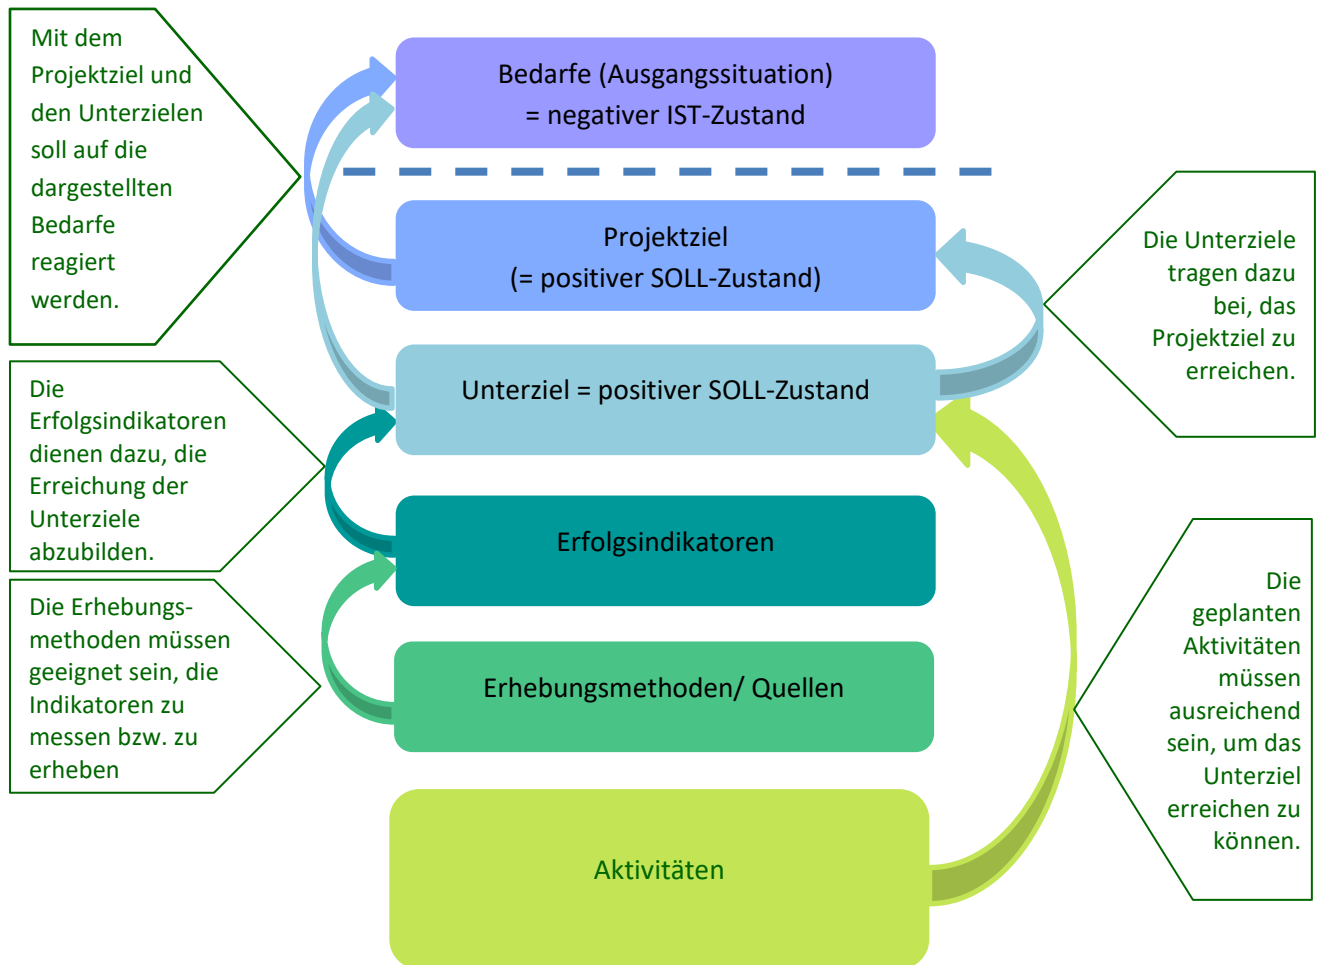 Mit dem
Projektziel und
den Unterzielen
soll auf die
dargestellten
Bedarfe
reagiert
werden.
Bedarfe (Ausgangssituation)
= negativer IST-Zustand
Projektziel
(= positiver SOLL-Zustand)
Die Unterziele
tragen dazu
bei, das
Projektziel zu
erreichen.
Unterziel = positiver SOLL-Zustand
Die
Erfolgsindikatoren
dienen dazu, die
Erreichung der
Unterziele
abzubilden.
Erfolgsindikatoren
Die Erhebungs-
methoden müssen
geeignet sein, die
Indikatoren zu
messen bzw. zu
erheben
Erhebungsmethoden/ Quellen
Die
geplanten
Aktivitäten
müssen
ausreichend
sein, um das
Unterziel
erreichen zu
können.
Aktivitäten